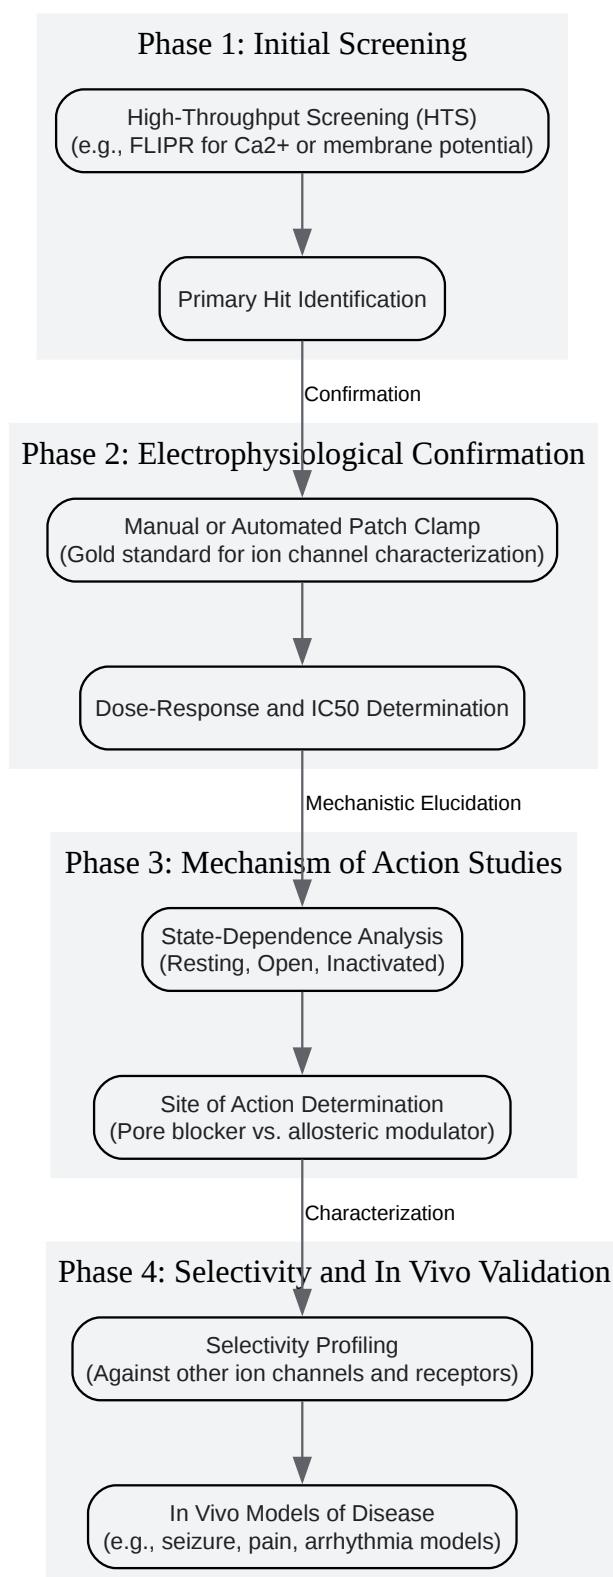 Phase 1: Initial Screening
High-Throughput Screening (HTS)
(e.g., FLIPR for Ca2+ or membrane potential)
Primary Hit Identification
Confirmation
Phase 2: Electrophysiological Confirmation
Manual or Automated Patch Clamp
(Gold standard for ion channel characterization)
Dose-Response and IC50 Determination
Mechanistic Elucidation
Phase 3: Mechanism of Action Studies
State-Dependence Analysis
(Resting, Open, Inactivated)
Site of Action Determination
(Pore blocker vs. allosteric modulator)
Characterization
Phase 4: Selectivity and In Vivo Validation
Selectivity Profiling
(Against other ion channels and receptors)
In Vivo Models of Disease
(e.g., seizure, pain, arrhythmia models)